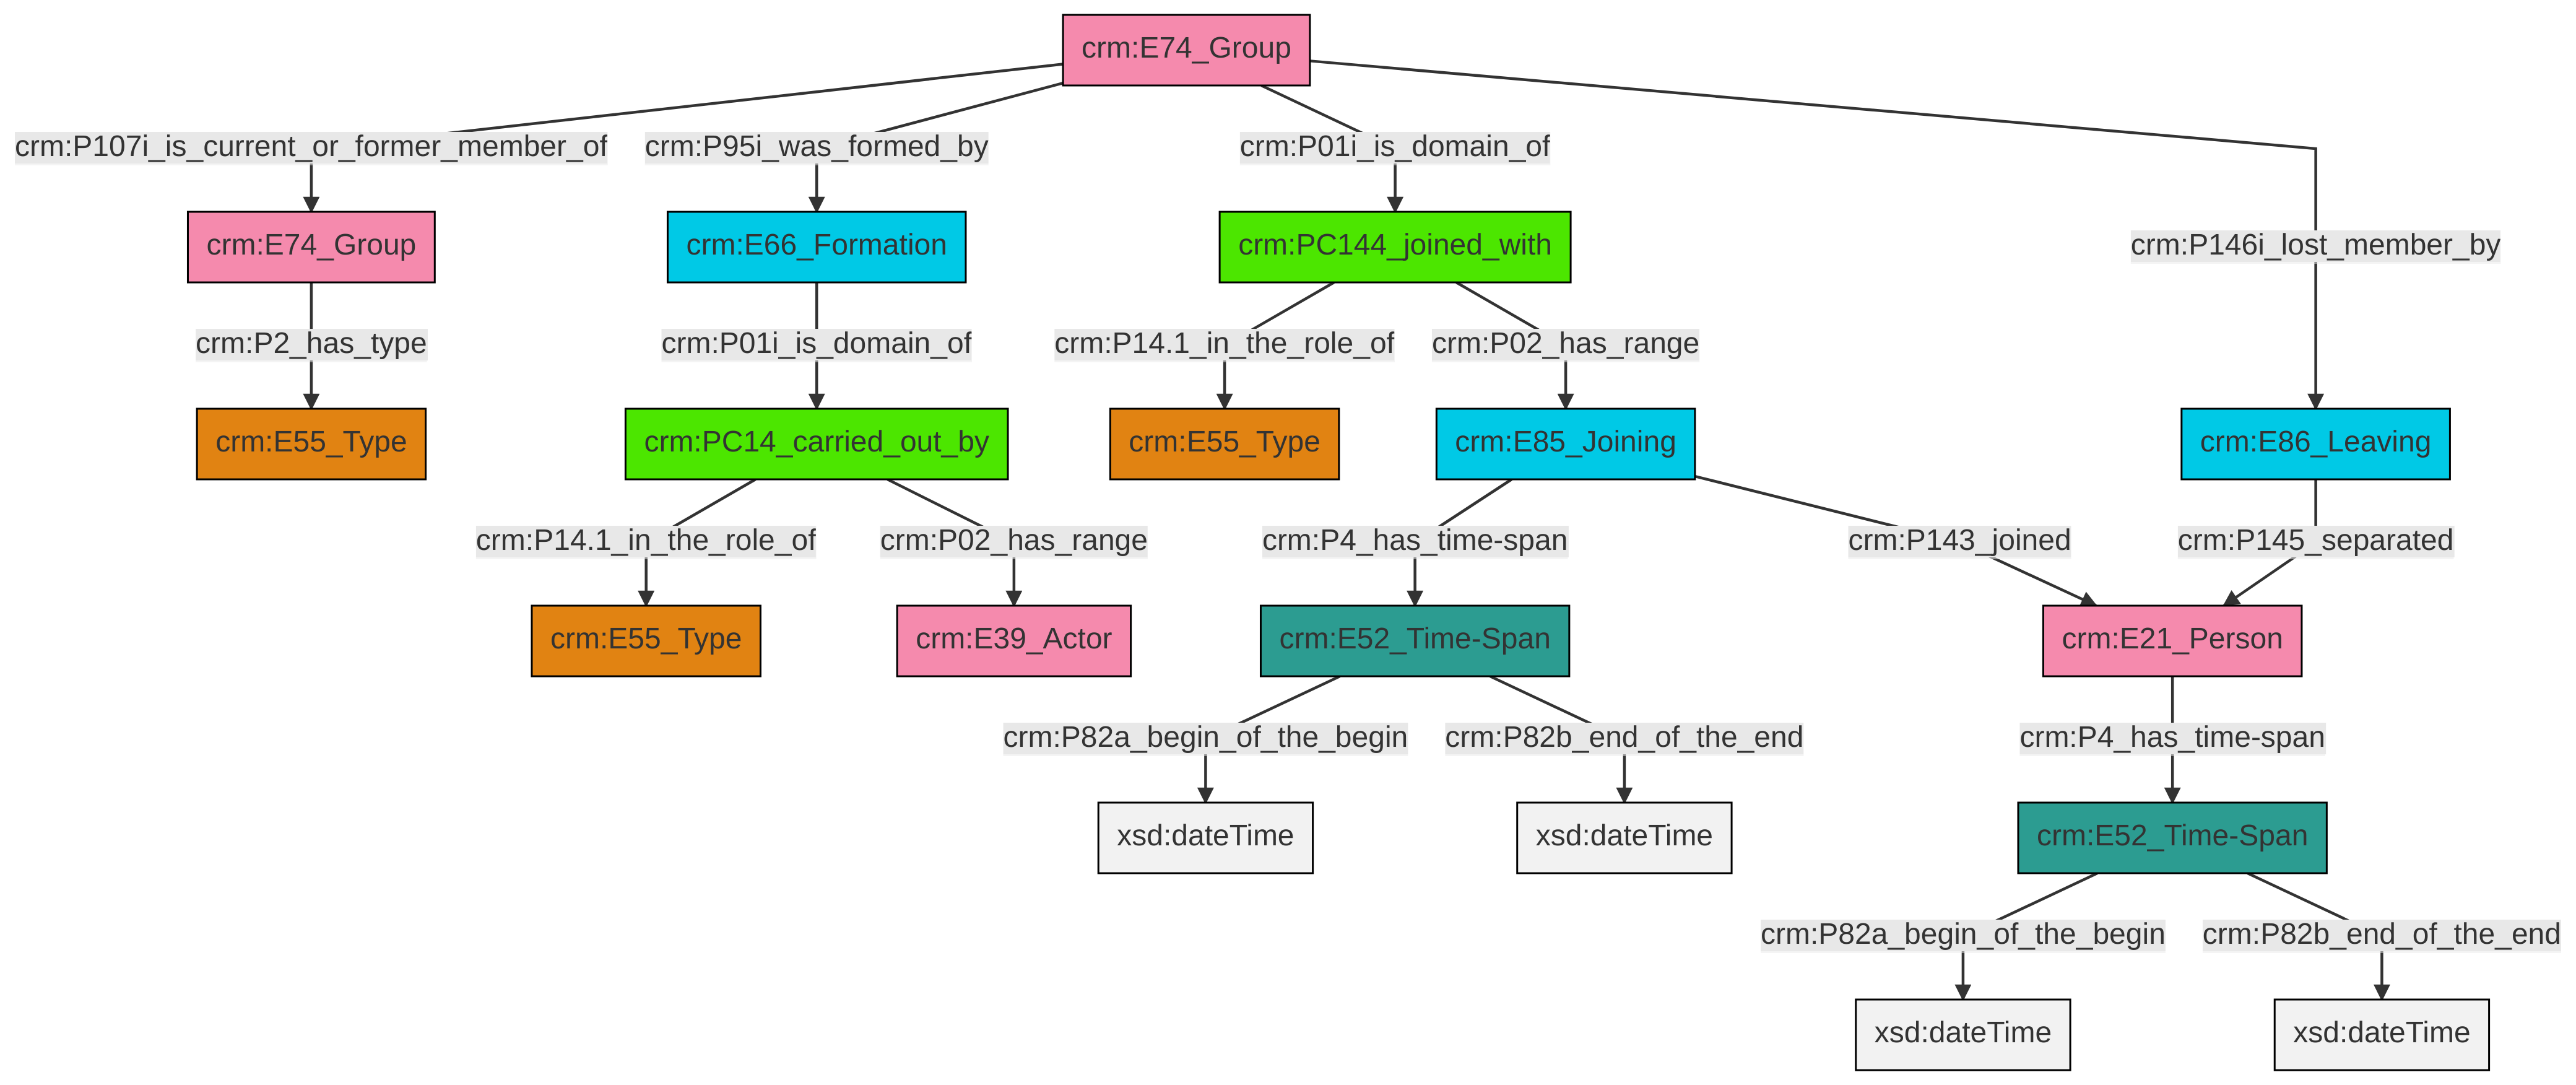 crm:E74_Group
crm:P107i_is_current_or_former_member_of
crm:P95i_was_formed_by
crm:P01i_is_domain_of
crm:E74_Group
crm:E66_Formation
crm:PC144_joined_with
crm:P146i_lost_member_by
crm:P2_has_type
crm:P01i_is_domain_of
crm:P14.1_in_the_role_of
crm:P02_has_range
crm:E55_Type
crm:PC14_carried_out_by
crm:E55_Type
crm:E85_Joining
crm:E86_Leaving
crm:P14.1_in_the_role_of
crm:P02_has_range
crm:P4_has_time-span
crm:P143_joined
crm:P145_separated
crm:E55_Type
crm:E39_Actor
crm:E52_Time-Span
crm:E21_Person
crm:P82a_begin_of_the_begin
crm:P82b_end_of_the_end
crm:P4_has_time-span
xsd:dateTime
xsd:dateTime
crm:E52_Time-Span
crm:P82a_begin_of_the_begin
crm:P82b_end_of_the_end
xsd:dateTime
xsd:dateTime